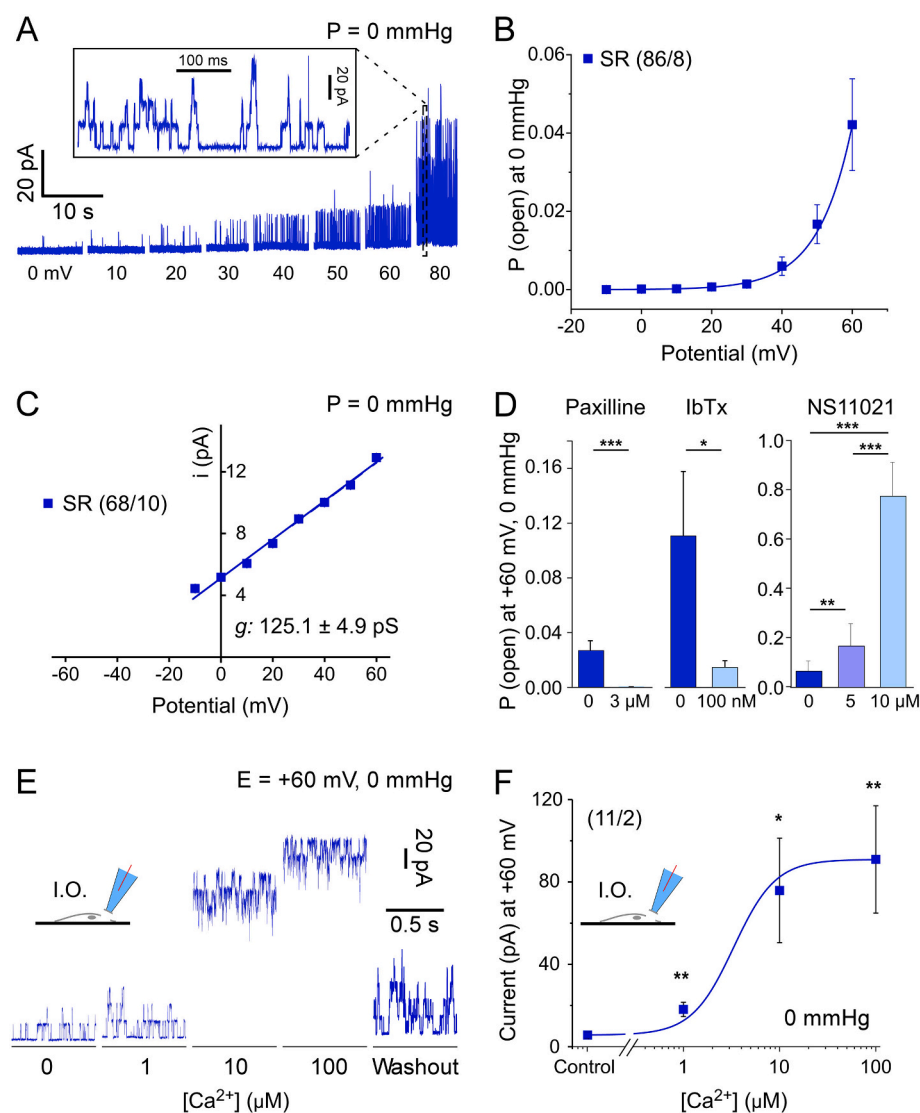 A
P = 0 mmHg
100 ms
20 pA
20 pA
10 s
0 mV 10 20 30 40 50 60 80
B
SR (86/8)
P (open) at 0 mmHg
0.06
0.04
0.02
0.00
-20 0 20 40 60
Potential (mV)
C
P = 0 mmHg
i (pA)
12
8
4
SR (68/10)
g: 125.1 ± 4.9 pS
-60 -40 -20 0 20 40 60
Potential (mV)
D
Paxilline IbTx NS11021
P (open) at +60 mV, 0 mmHg
*** * *** *** **
0.16
0.12
0.08
0.04
0.00
1.0
0.8
0.6
0.4
0.2
0.0
0 3 µM 0 100 nM 0 5 10 µM
E
E = +60 mV, 0 mmHg
I.O.
20 pA
0.5 s
0 1 10 100 Washout
[Ca²⁺] (µM)
F
(11/2)
I.O.
Current (pA) at +60 mV
120
80
40
0
** * **
0 mmHg
Control 1 10 100
[Ca²⁺] (µM)